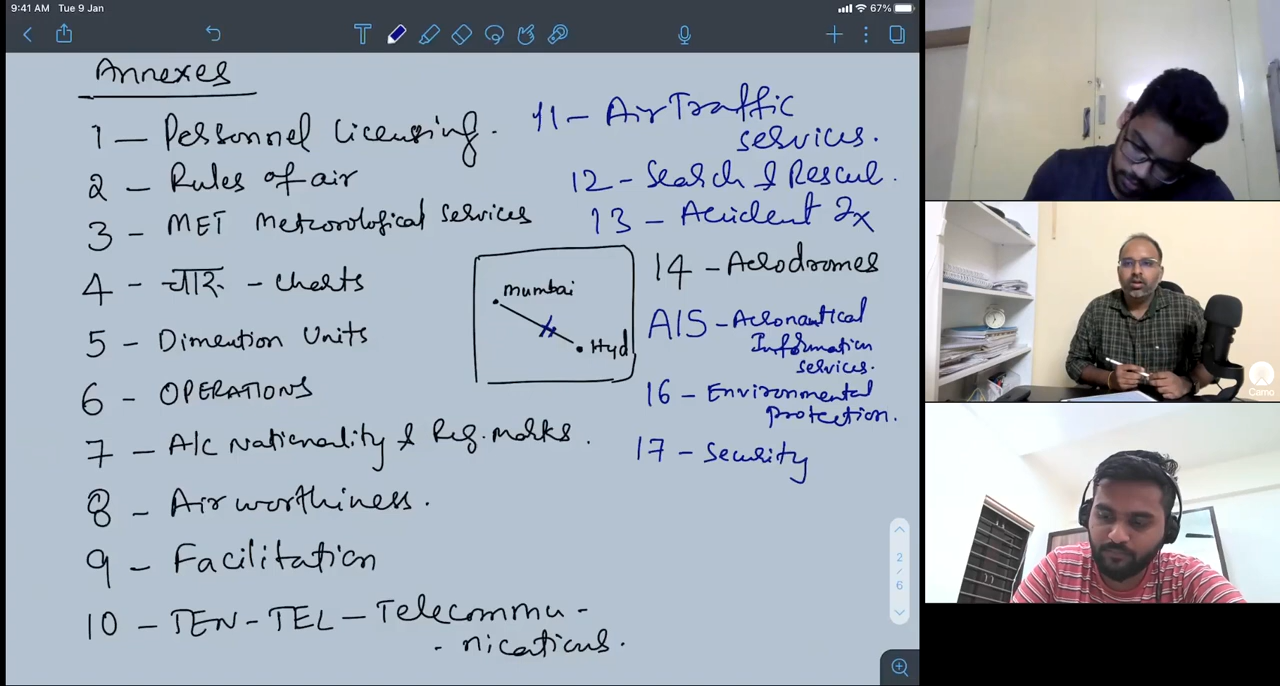 9:41 AM Tue 9 Jan
67%
T
Annexes
1 – Personnel licensing.
2 – Rules of air
3 – MET Meteorological services
4 – चार – charts
5 – Dimention Units
6 – OPERATIONS
7 – A/C Nationality & Reg. marks.
8 – Air worthiness.
9 – Facilitation
10 – TEN - TEL – Telecommu -
- nications.
mumbai
Hyd
11 – Air Traffic
services.
12 – Search & Rescue.
13 – Accident
14 – Aerodromes
AIS – Aeronautical
Information
services.
16 – Environmental
protection.
17 – Security
2
/
6
Camo